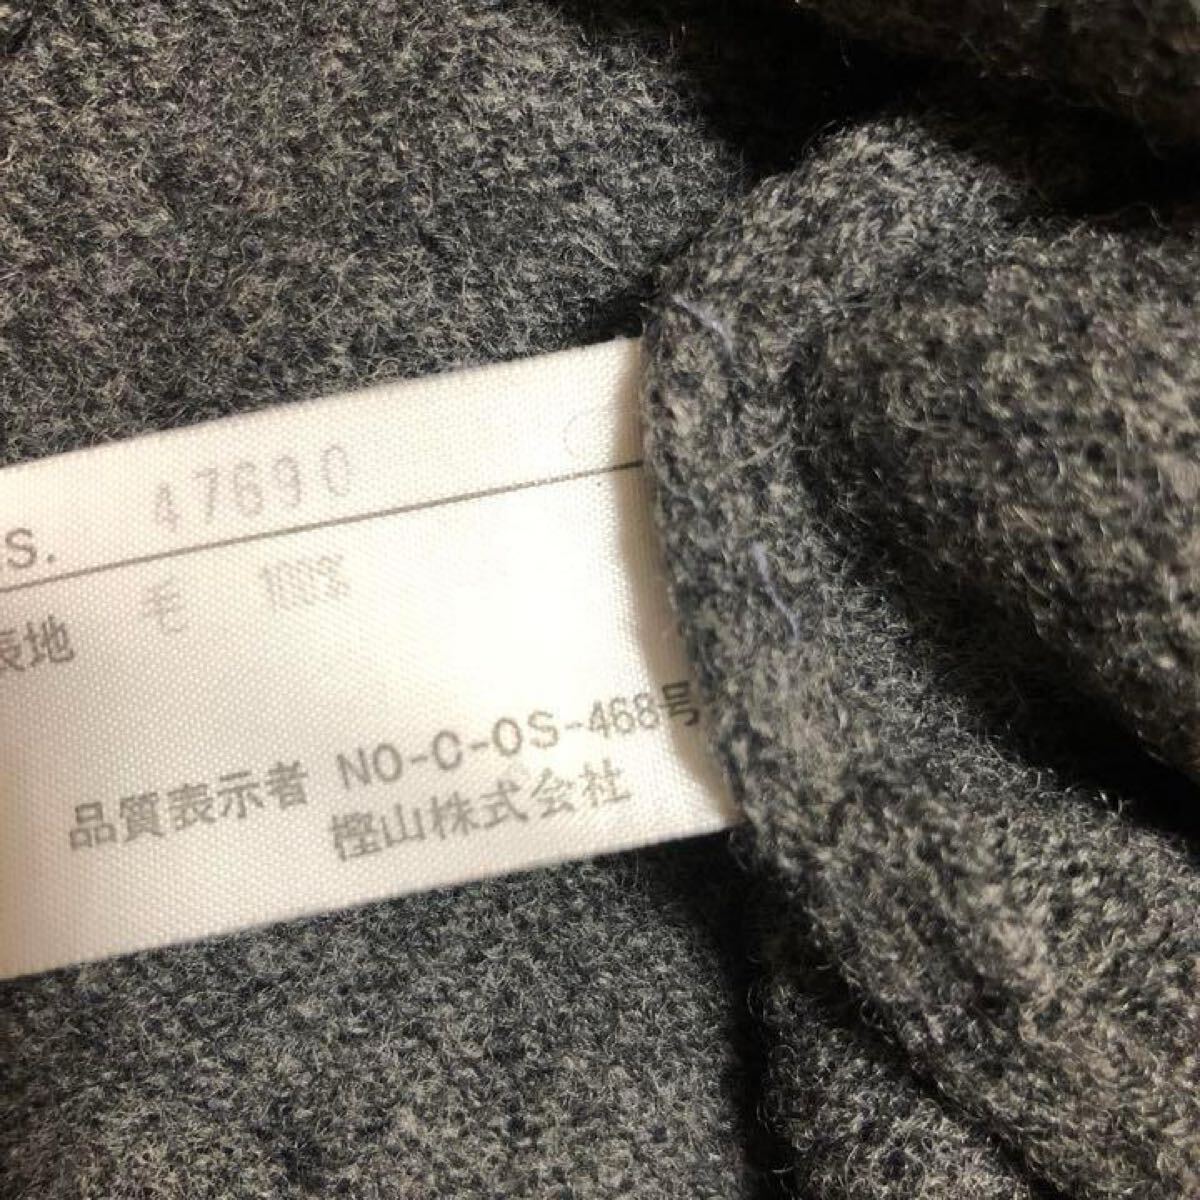 .S. 47690
表地 毛 100%
品質表示者 NO-C-OS-468号
樫山株式会社